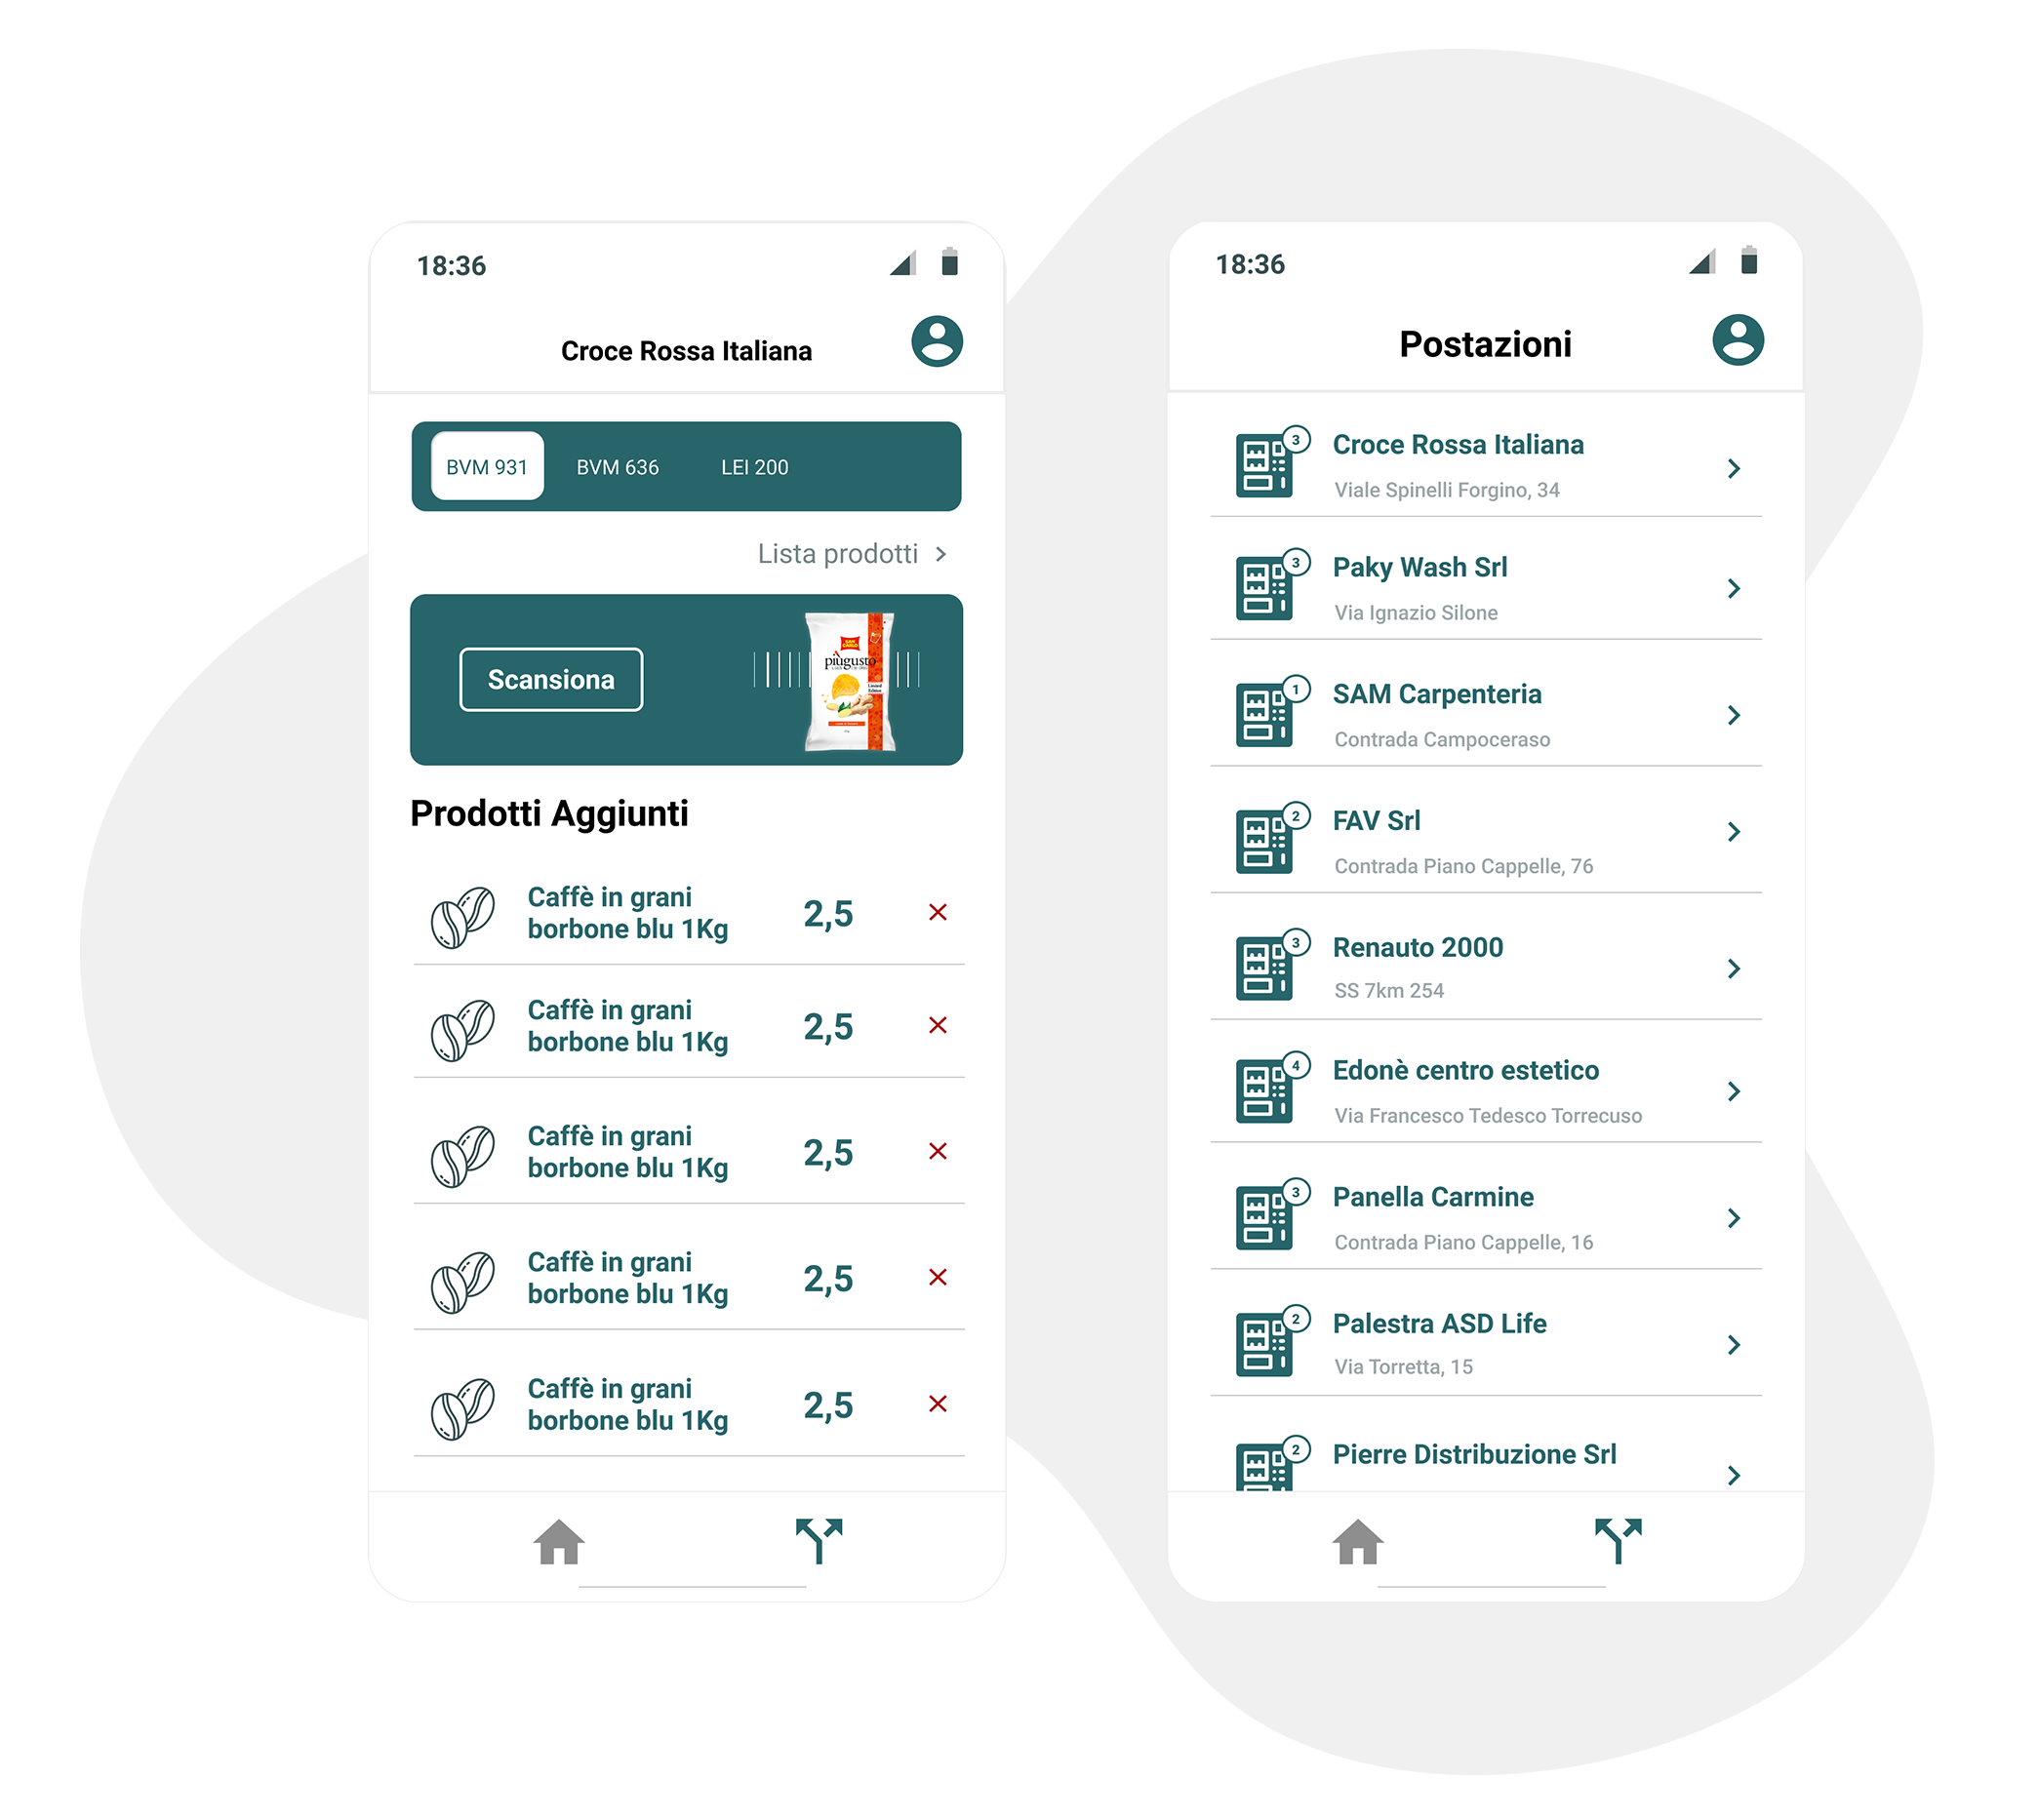 18:36
Croce Rossa Italiana
BVM 931 BVM 636 LEI 200
Lista prodotti
Scansiona
SAN CARLO
piùgusto
Limited Edition
Prodotti Aggiunti
Caffè in grani
borbone blu 1Kg
2,5
Caffè in grani
borbone blu 1Kg
2,5
Caffè in grani
borbone blu 1Kg
2,5
Caffè in grani
borbone blu 1Kg
2,5
Caffè in grani
borbone blu 1Kg
2,5
18:36
Postazioni
3
Croce Rossa Italiana
Viale Spinelli Forgino, 34
3
Paky Wash Srl
Via Ignazio Silone
1
SAM Carpenteria
Contrada Campoceraso
2
FAV Srl
Contrada Piano Cappelle, 76
3
Renauto 2000
SS 7km 254
4
Edonè centro estetico
Via Francesco Tedesco Torrecuso
3
Panella Carmine
Contrada Piano Cappelle, 16
2
Palestra ASD Life
Via Torretta, 15
2
Pierre Distribuzione Srl